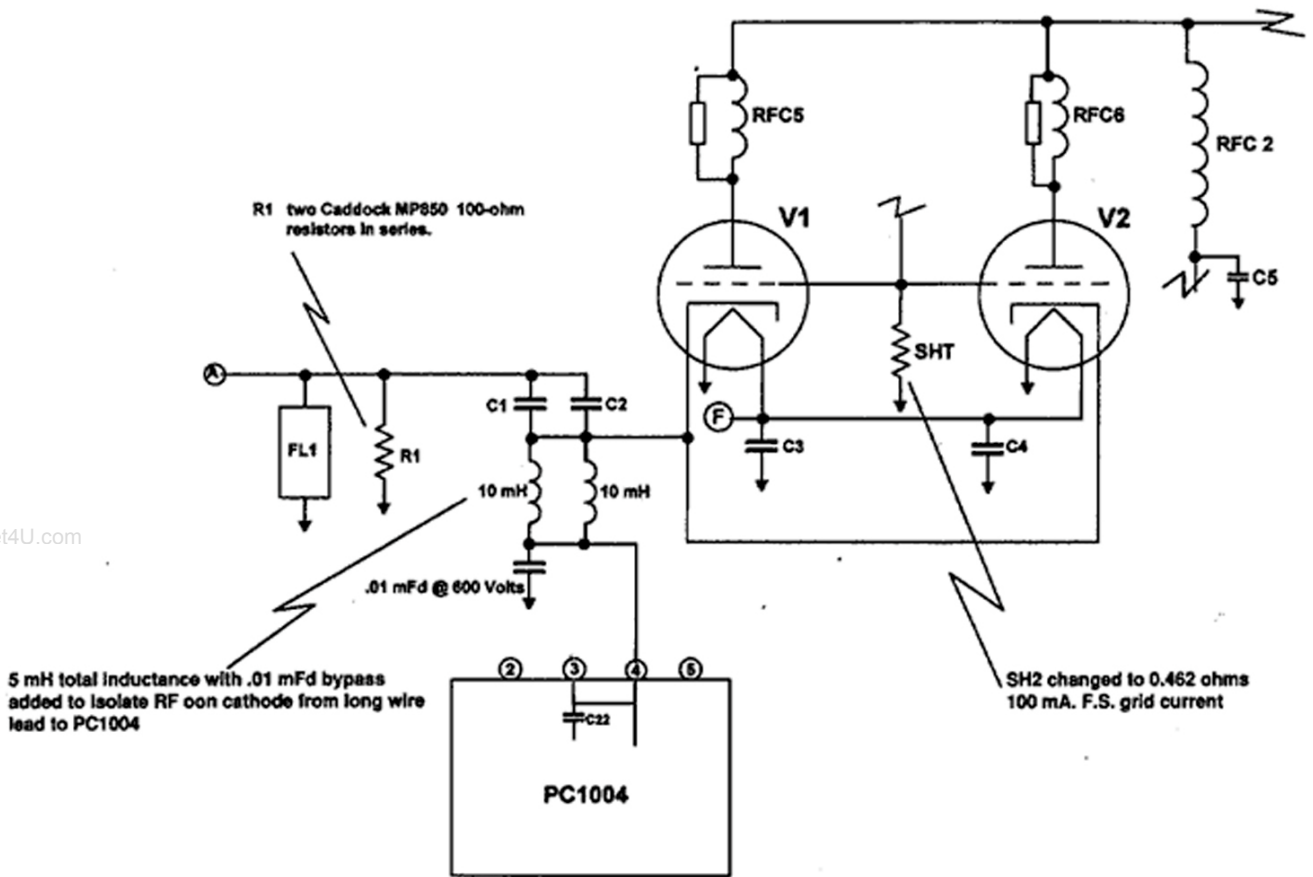 RFC5
RFC6
RFC 2
R1 two Caddock MP850 100-ohm
resistors in series.
V1
V2
C5
SHT
A
C1
C2
F
C3
C4
FL1
R1
10 mH
10 mH
t4U.com
.01 mFd @ 600 Volts
5 mH total inductance with .01 mFd bypass
added to isolate RF oon cathode from long wire
lead to PC1004
2
3
4
5
SH2 changed to 0.462 ohms
100 mA. F.S. grid current
C22
PC1004